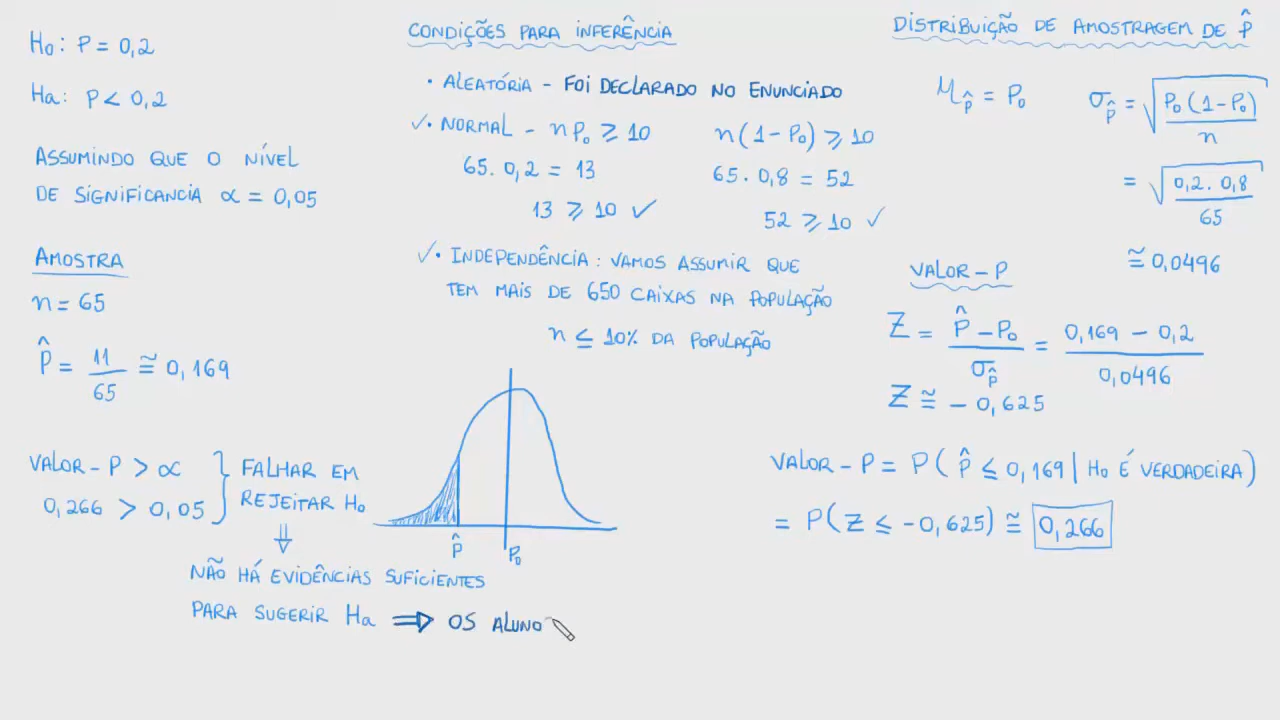 H₀: P = 0,2
Ha: P < 0,2
ASSUMINDO QUE O NÍVEL
DE SIGNIFICANCIA α = 0,05
AMOSTRA
n = 65
P̂ = 11/65 ≅ 0,169
VALOR-P > α } FALHAR EM
0,266 > 0,05 } REJEITAR H₀
⇓
NÃO HÁ EVIDÊNCIAS SUFICIENTES
PARA SUGERIR Ha ⇒ OS ALUNO
CONDIÇÕES PARA INFERÊNCIA
• ALEATÓRIA - FOI DECLARADO NO ENUNCIADO
✓• NORMAL - nP₀ ⩾ 10 n(1-P₀) ⩾ 10
65 . 0,2 = 13 65 . 0,8 = 52
13 ⩾ 10 ✓ 52 ⩾ 10 ✓
✓• INDEPENDÊNCIA: VAMOS ASSUMIR QUE
TEM MAIS DE 650 CAIXAS NA POPULAÇÃO
n ≤ 10% DA POPULAÇÃO
P̂ P₀
DISTRIBUIÇÃO DE AMOSTRAGEM DE P̂
μ_P̂ = P₀ σ_P̂ = √(P₀(1-P₀)/n)
= √(0,2 . 0,8/65)
≅ 0,0496
VALOR-P
Z = (P̂ - P₀)/σ_P̂ = (0,169 - 0,2)/0,0496
Z ≅ -0,625
VALOR-P = P(P̂ ≤ 0,169 | H₀ É VERDADEIRA)
= P(Z ≤ -0,625) ≅ 0,266